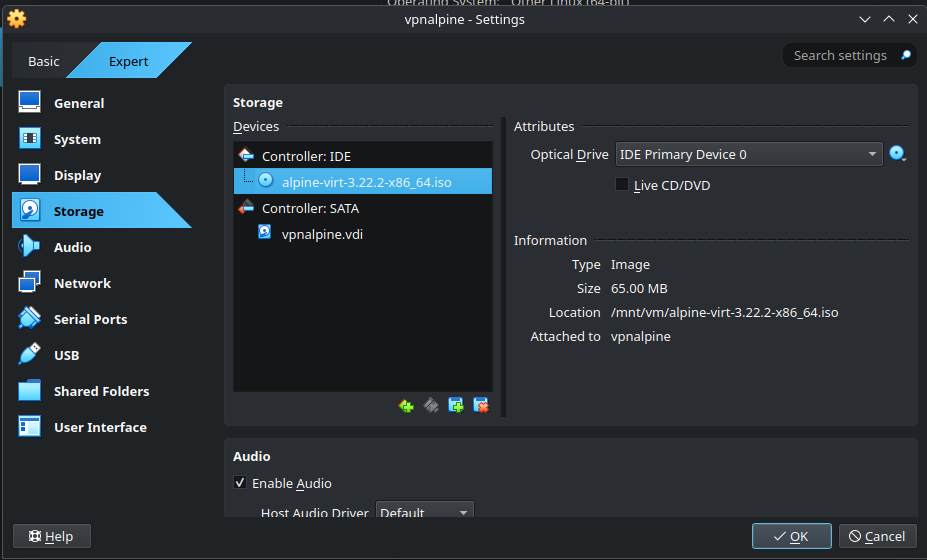 Operating System: Other Linux (64-bit)
vpnalpine - Settings
Basic
Expert
Search settings
General
System
Display
Storage
Audio
Network
Serial Ports
USB
Shared Folders
User Interface
Storage
Devices
Controller: IDE
alpine-virt-3.22.2-x86_64.iso
Controller: SATA
vpnalpine.vdi
Attributes
Optical Drive IDE Primary Device 0
Live CD/DVD
Information
Type Image
Size 65.00 MB
Location /mnt/vm/alpine-virt-3.22.2-x86_64.iso
Attached to vpnalpine
Audio
Enable Audio
Host Audio Driver Default
Help
OK
Cancel